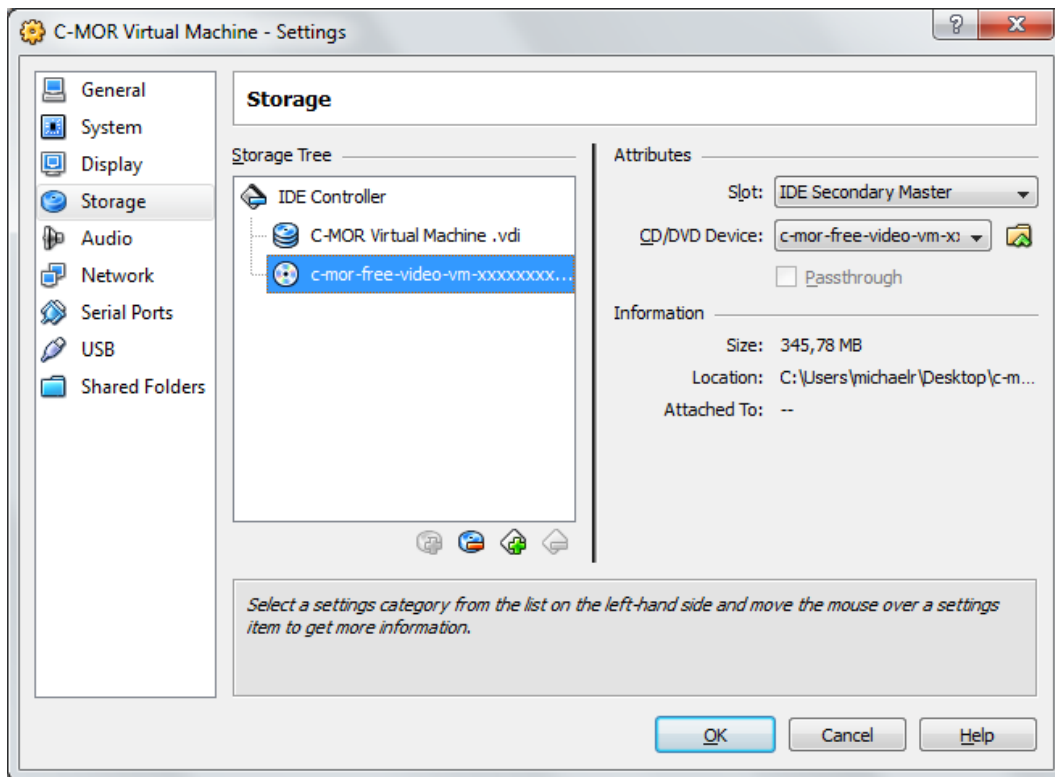 C-MOR Virtual Machine - Settings
General
System
Display
Storage
Audio
Network
Serial Ports
USB
Shared Folders
Storage
Storage Tree
IDE Controller
C-MOR Virtual Machine .vdi
c-mor-free-video-vm-xxxxxxxx...
Attributes
Slot: IDE Secondary Master
CD/DVD Device: c-mor-free-video-vm-x
Passthrough
Information
Size: 345,78 MB
Location: C:\Users\michaelr\Desktop\c-m...
Attached To: --
Select a settings category from the list on the left-hand side and move the mouse over a settings
item to get more information.
OK Cancel Help